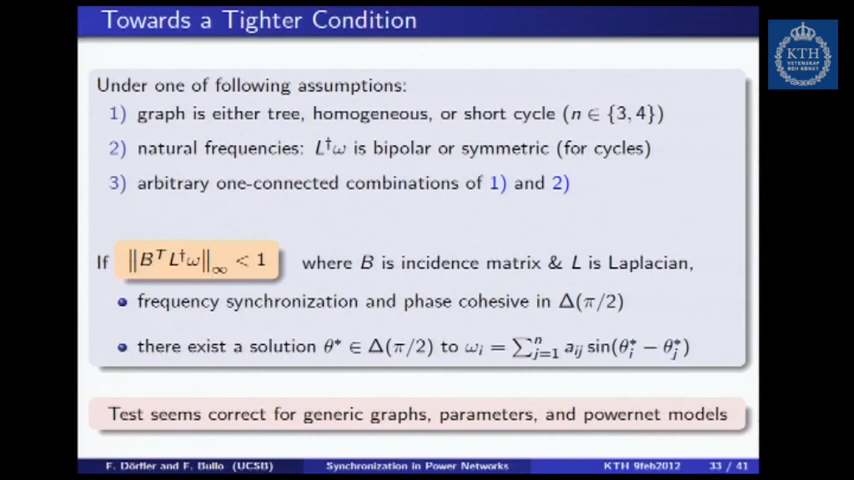 Towards a Tighter Condition
KTH
VETENSKAP
OCH KONST
Under one of following assumptions:
1) graph is either tree, homogeneous, or short cycle (n ∈ {3, 4})
2) natural frequencies: L†ω is bipolar or symmetric (for cycles)
3) arbitrary one-connected combinations of 1) and 2)
If ‖BᵀL†ω‖∞ < 1 where B is incidence matrix & L is Laplacian,
• frequency synchronization and phase cohesive in Δ(π/2)
• there exist a solution θ* ∈ Δ(π/2) to ωᵢ = ∑ⁿⱼ₌₁ aᵢⱼ sin(θ*ᵢ − θ*ⱼ)
Test seems correct for generic graphs, parameters, and powernet models
F. Dörfler and F. Bullo (UCSB) Synchronization in Power Networks KTH 9feb2012 33 / 41